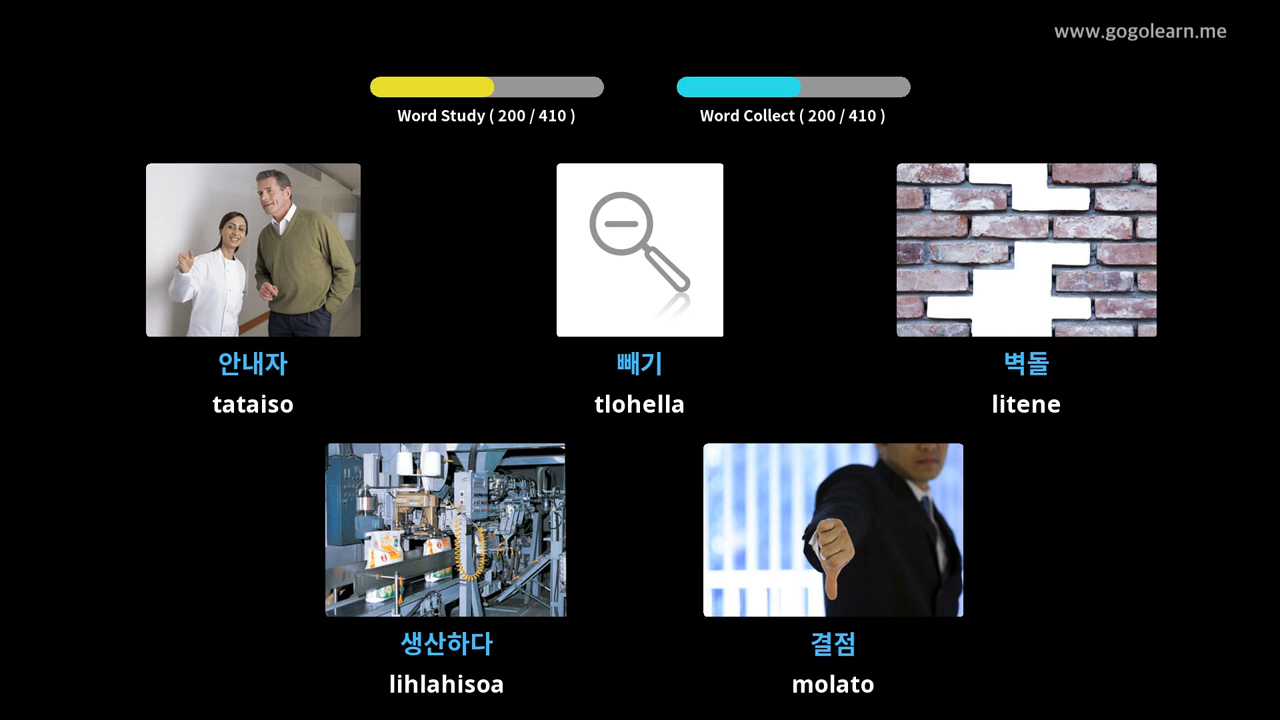 www.gogolearn.me
Word Study ( 200 / 410 )
Word Collect ( 200 / 410 )
안내자
tataiso
빼기
tlohella
벽돌
litene
생산하다
lihlahisoa
결점
molato